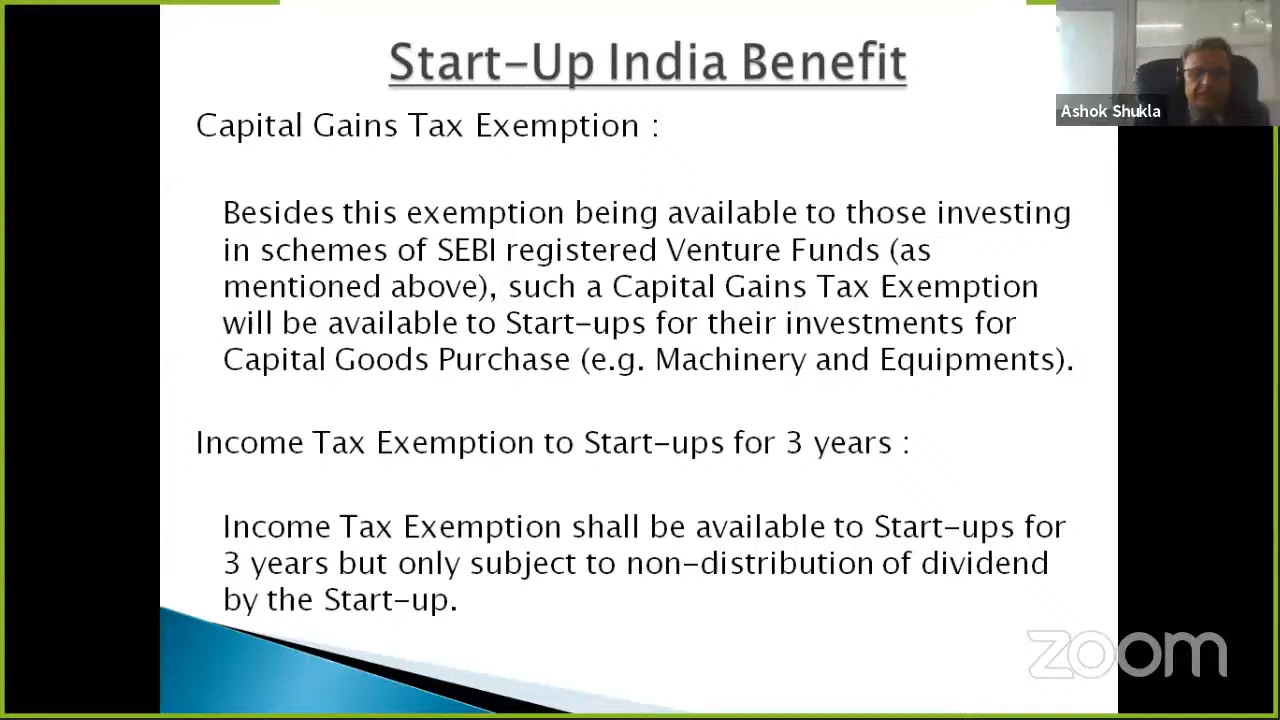 Start-Up India Benefit
Ashok Shukla
Capital Gains Tax Exemption :
Besides this exemption being available to those investing
in schemes of SEBI registered Venture Funds (as
mentioned above), such a Capital Gains Tax Exemption
will be available to Start-ups for their investments for
Capital Goods Purchase (e.g. Machinery and Equipments).
Income Tax Exemption to Start-ups for 3 years :
Income Tax Exemption shall be available to Start-ups for
3 years but only subject to non-distribution of dividend
by the Start-up.
zoom